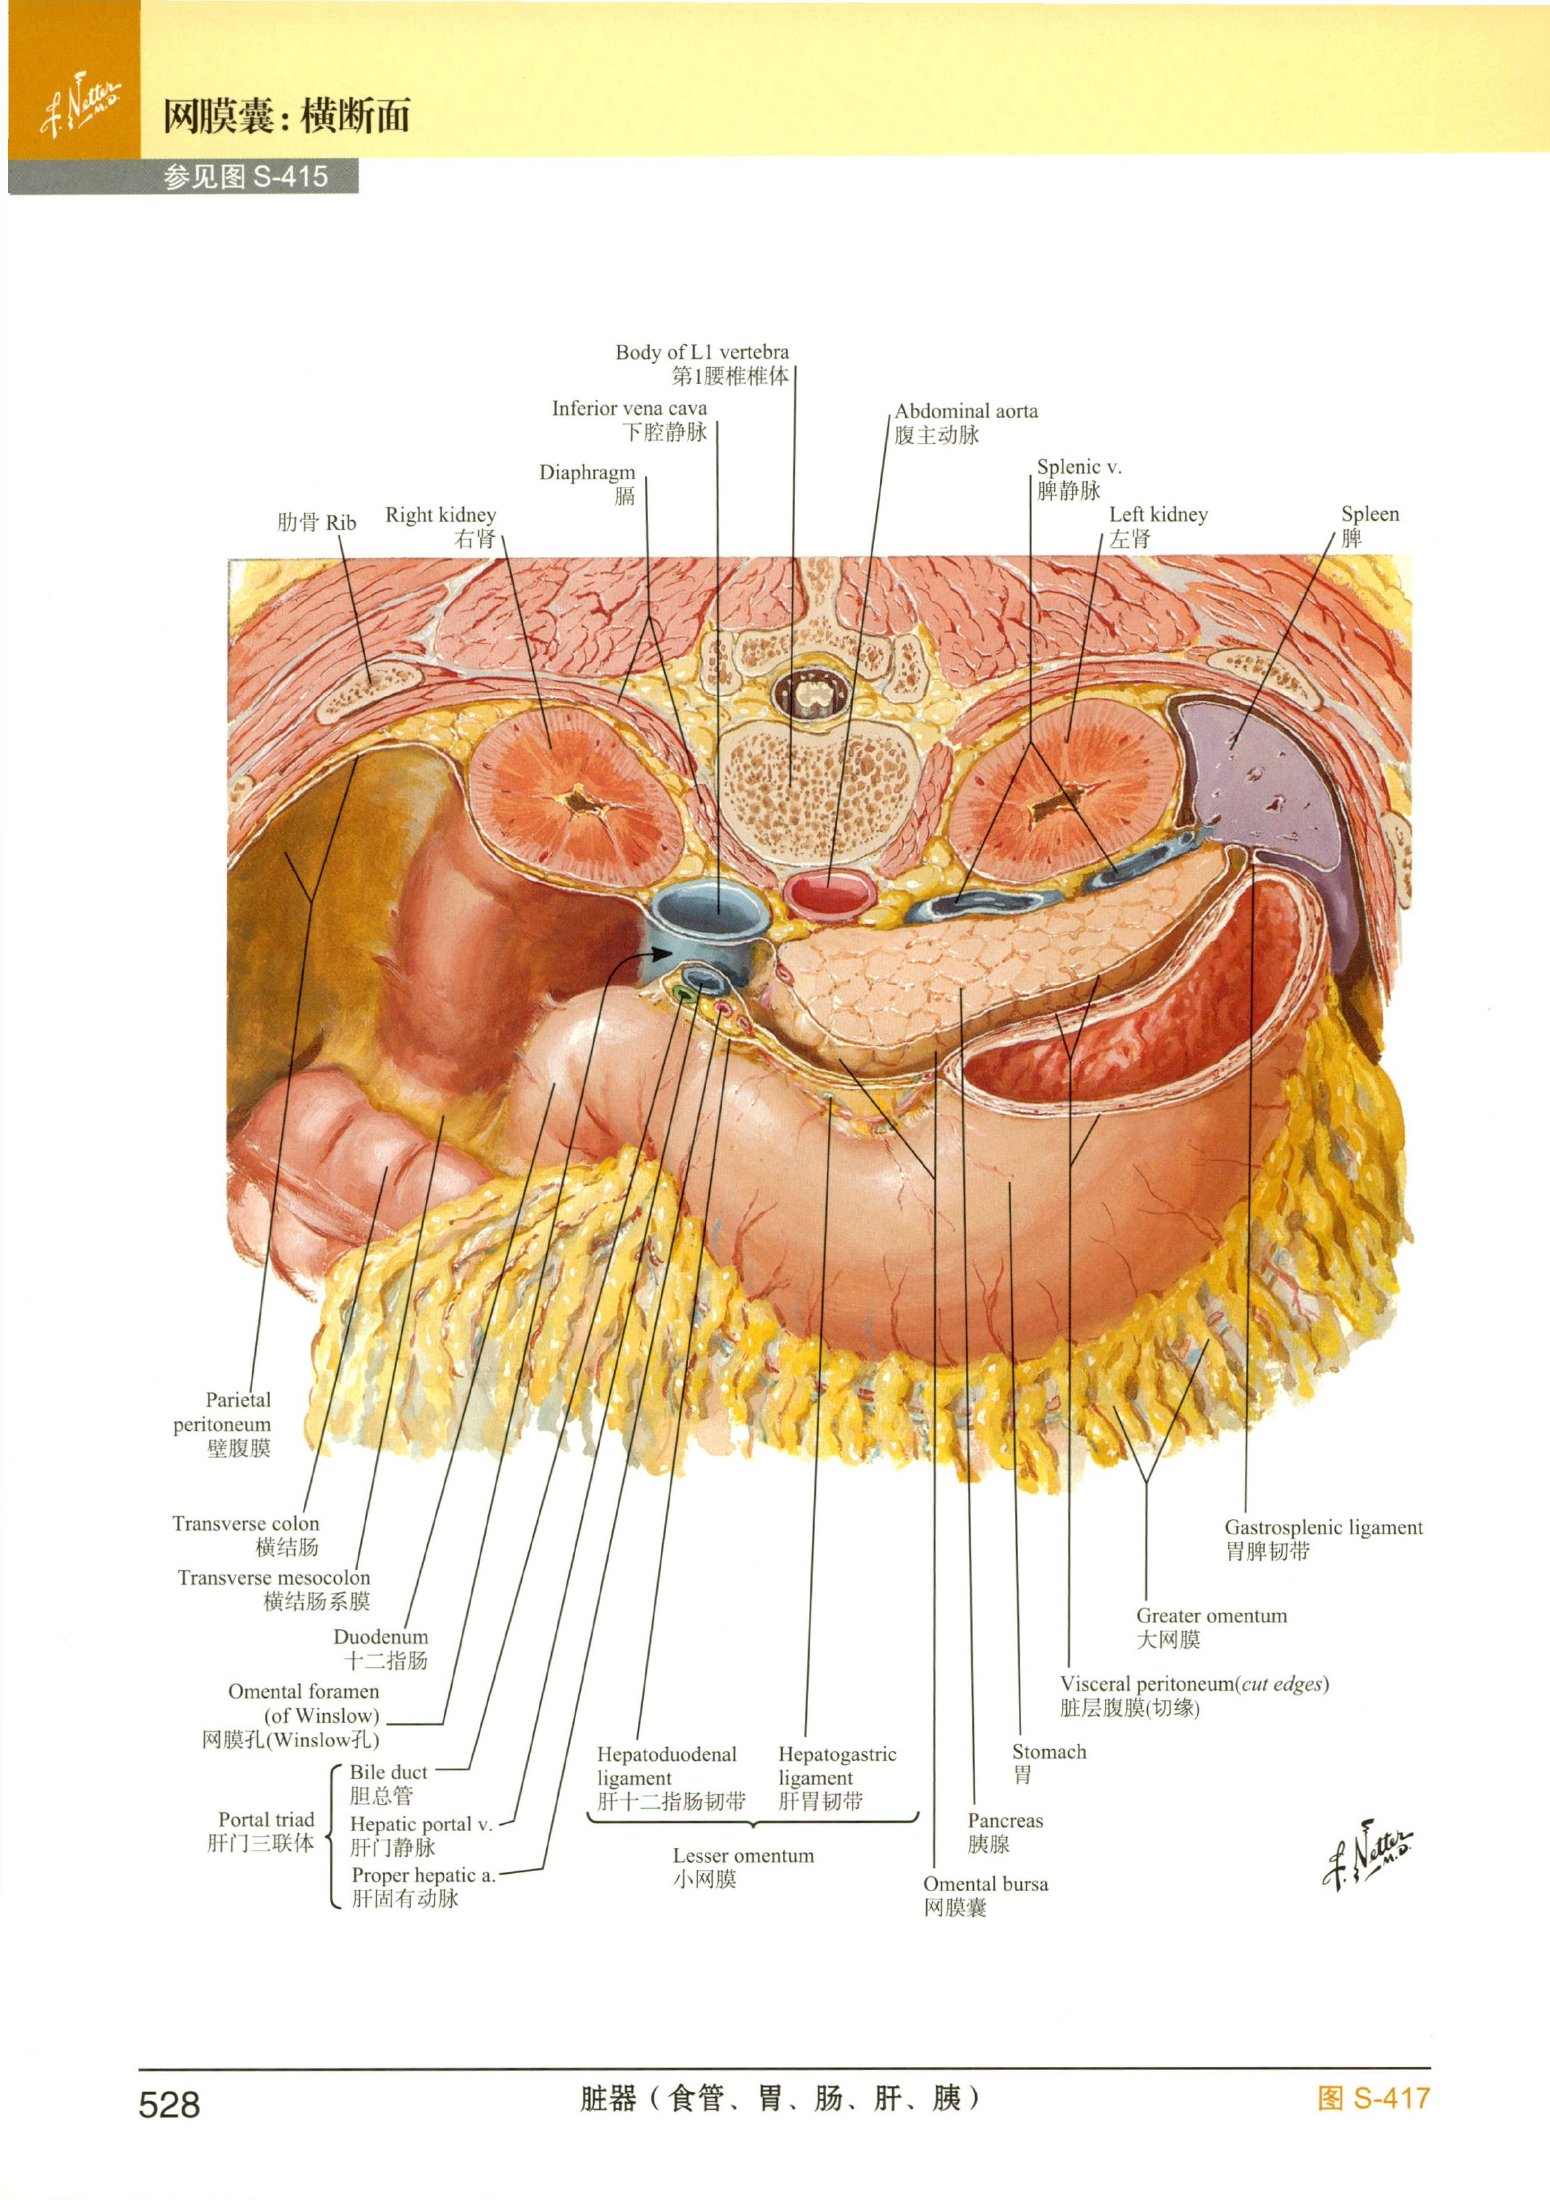 F. Netter M.D.
网膜囊：横断面
参见图 S-415
Body of L1 vertebra
第1腰椎椎体
Inferior vena cava
下腔静脉
Abdominal aorta
腹主动脉
Diaphragm
膈
Splenic v.
脾静脉
肋骨 Rib
Right kidney
右肾
Left kidney
左肾
Spleen
脾
Parietal
peritoneum
壁腹膜
Transverse colon
横结肠
Transverse mesocolon
横结肠系膜
Duodenum
十二指肠
Omental foramen
(of Winslow)
网膜孔(Winslow孔)
Portal triad
肝门三联体
Bile duct
胆总管
Hepatic portal v.
肝门静脉
Proper hepatic a.
肝固有动脉
Hepatoduodenal
ligament
肝十二指肠韧带
Hepatogastric
ligament
肝胃韧带
Lesser omentum
小网膜
Omental bursa
网膜囊
Pancreas
胰腺
Stomach
胃
Visceral peritoneum(cut edges)
脏层腹膜(切缘)
Greater omentum
大网膜
Gastrosplenic ligament
胃脾韧带
F. Netter M.D.
528
脏器（食管、胃、肠、肝、胰）
图 S-417